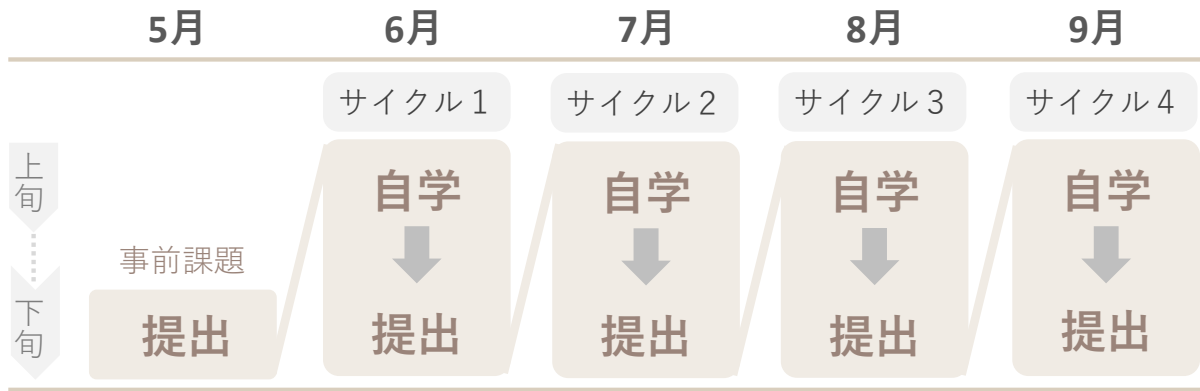 5月 6月 7月 8月 9月
サイクル1 サイクル2 サイクル3 サイクル4
上旬
自学 自学 自学 自学
事前課題
下旬
提出 提出 提出 提出 提出